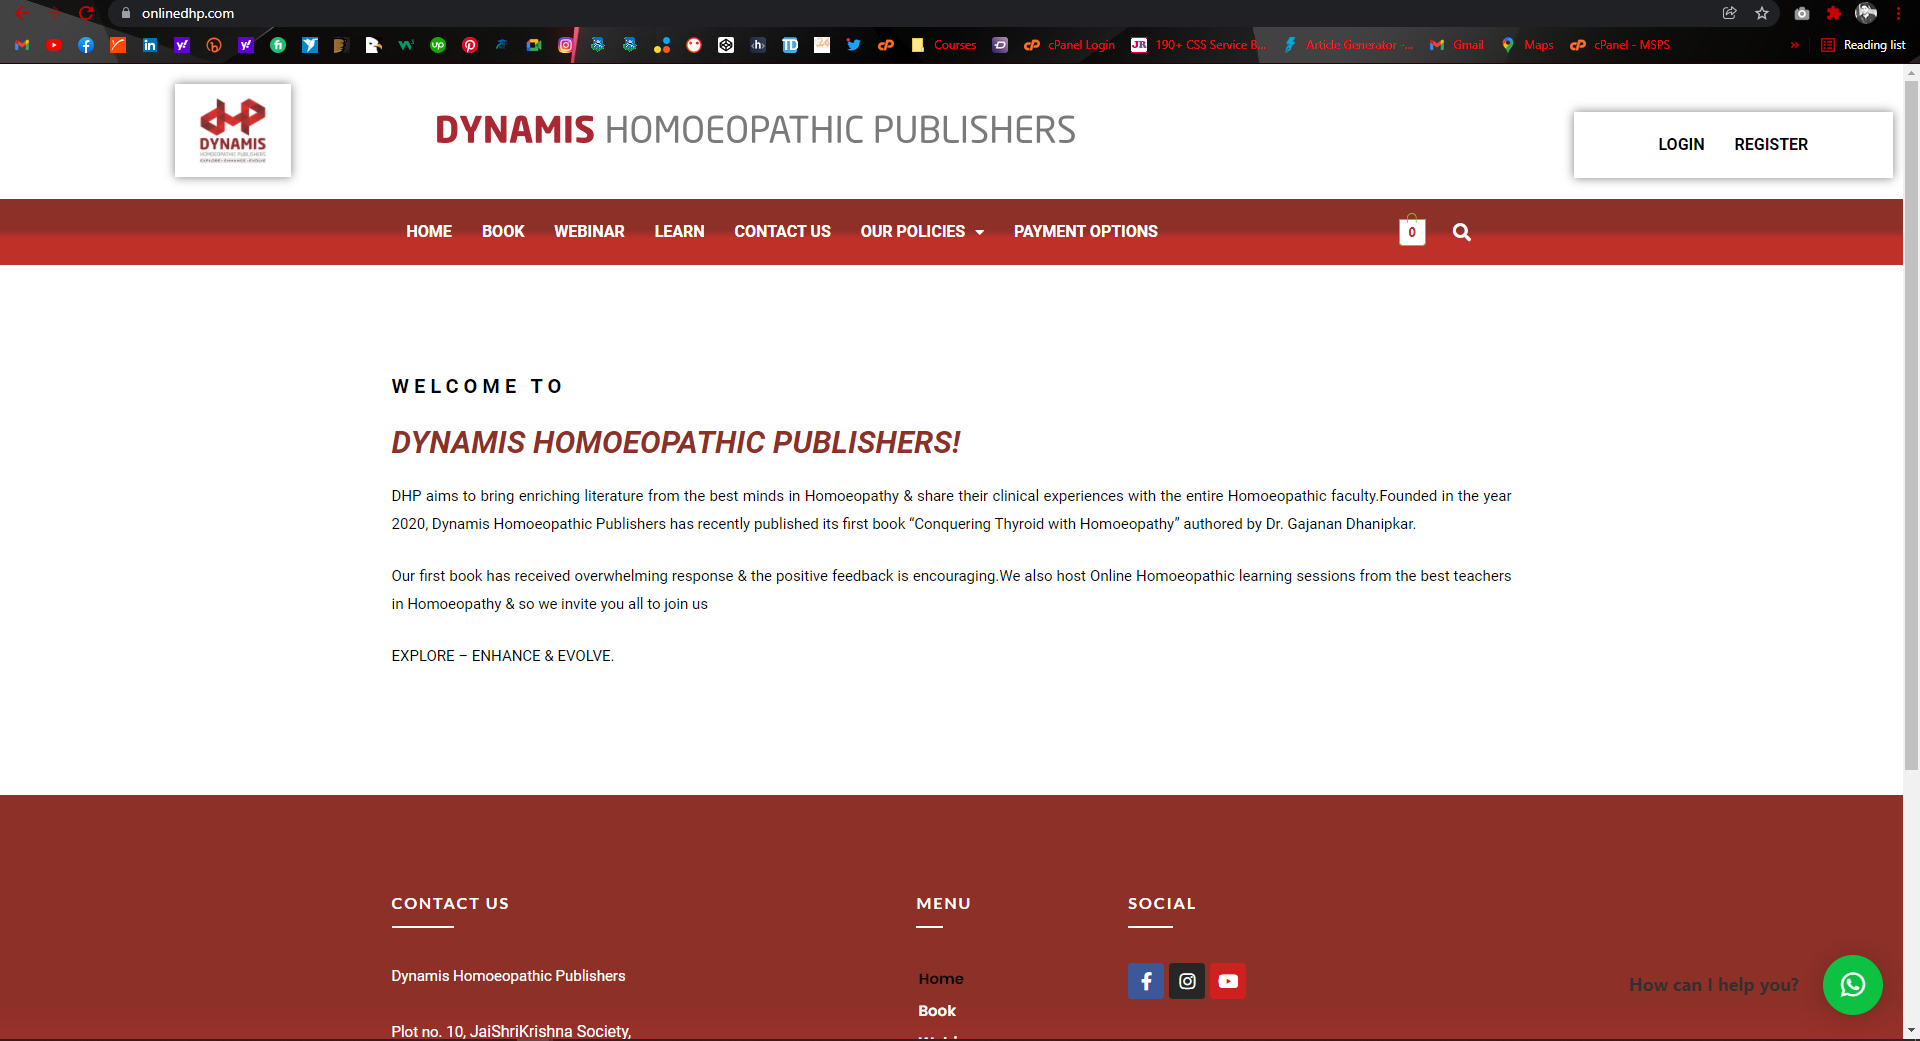 onlinedhp.com
Courses
cPanel Login
190+ CSS Service B...
Article Generator -...
Gmail
Maps
cPanel - MSPS
»
Reading list
DYNAMIS
HOMOEOPATHIC PUBLISHERS
EXPLORE • ENHANCE • EVOLVE
DYNAMIS HOMOEOPATHIC PUBLISHERS
LOGIN REGISTER
HOME BOOK WEBINAR LEARN CONTACT US OUR POLICIES PAYMENT OPTIONS 0
WELCOME TO
DYNAMIS HOMOEOPATHIC PUBLISHERS!
DHP aims to bring enriching literature from the best minds in Homoeopathy & share their clinical experiences with the entire Homoeopathic faculty.Founded in the year
2020, Dynamis Homoeopathic Publishers has recently published its first book “Conquering Thyroid with Homoeopathy” authored by Dr. Gajanan Dhanipkar.
Our first book has received overwhelming response & the positive feedback is encouraging.We also host Online Homoeopathic learning sessions from the best teachers
in Homoeopathy & so we invite you all to join us
EXPLORE – ENHANCE & EVOLVE.
CONTACT US
Dynamis Homoeopathic Publishers
Plot no. 10, JaiShriKrishna Society,
MENU
Home
Book
SOCIAL
How can I help you?